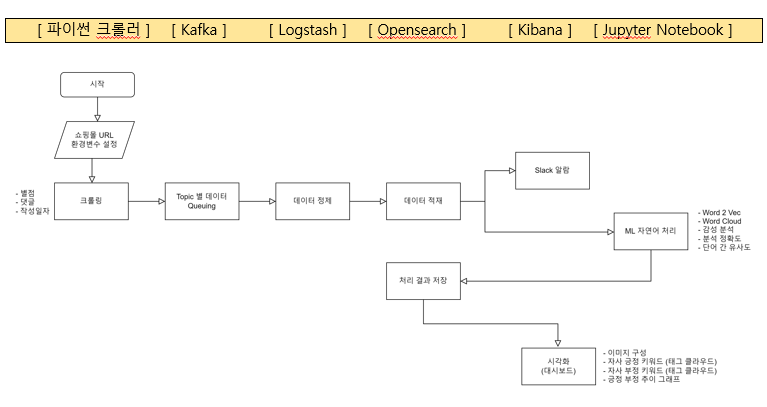 [ 파이썬 크롤러 ] [ Kafka ] [ Logstash ] [ Opensearch ] [ Kibana ] [ Jupyter Notebook ]
시작
쇼핑몰 URL
환경변수 설정
- 별점
- 댓글
- 작성일자
크롤링
Topic 별 데이터
Queuing
데이터 정제
데이터 적재
Slack 알람
ML 자연어 처리
- Word 2 Vec
- Word Cloud
- 감성 분석
- 분석 정확도
- 단어 간 유사도
처리 결과 저장
시각화
(대시보드)
- 이미지 구성
- 자사 긍정 키워드 (태그 클라우드)
- 자사 부정 키워드 (태그 클라우드)
- 긍정 부정 추이 그래프